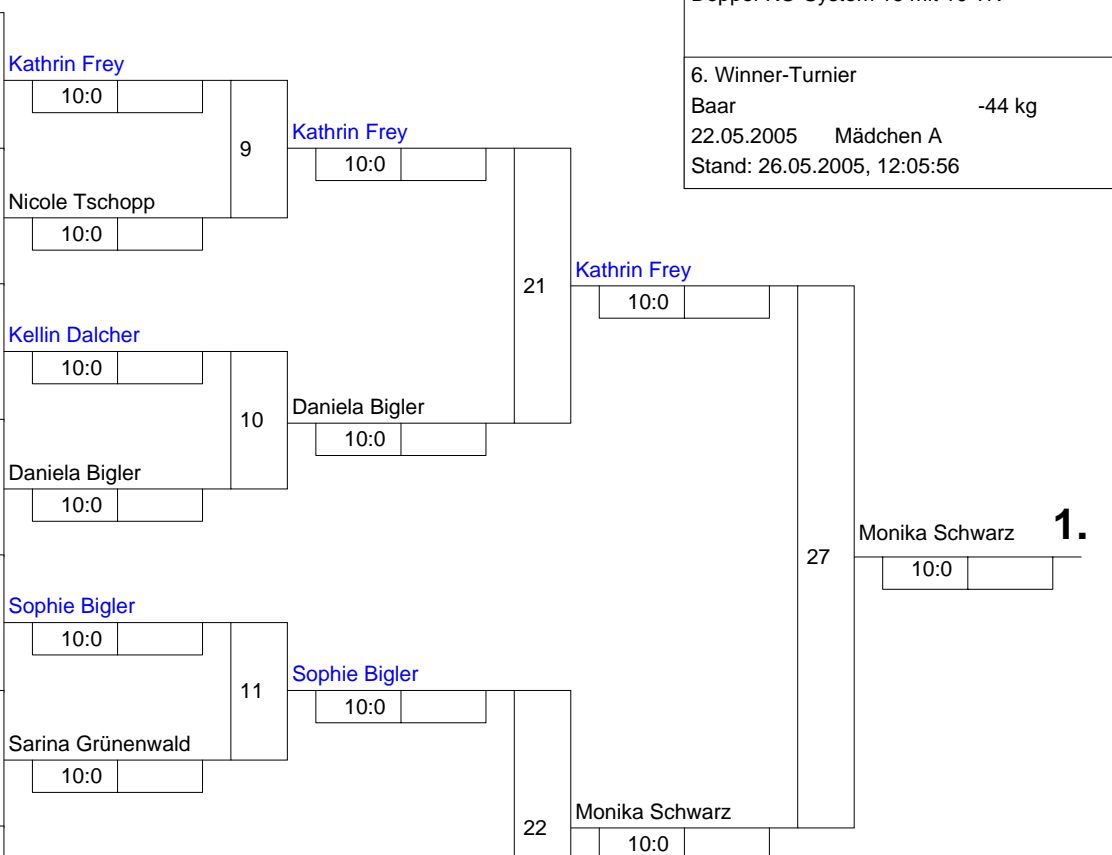 6. Winner-Turnier
Baar -44 kg
22.05.2005 Mädchen A
Stand: 26.05.2005, 12:05:56
Kathrin Frey
10:0
9
Kathrin Frey
10:0
Nicole Tschopp
10:0
21
Kathrin Frey
10:0
Kellin Dalcher
10:0
10
Daniela Bigler
10:0
Daniela Bigler
10:0
27
Monika Schwarz 1.
10:0
Sophie Bigler
10:0
11
Sophie Bigler
10:0
Sarina Grünenwald
10:0
22
Monika Schwarz
10:0